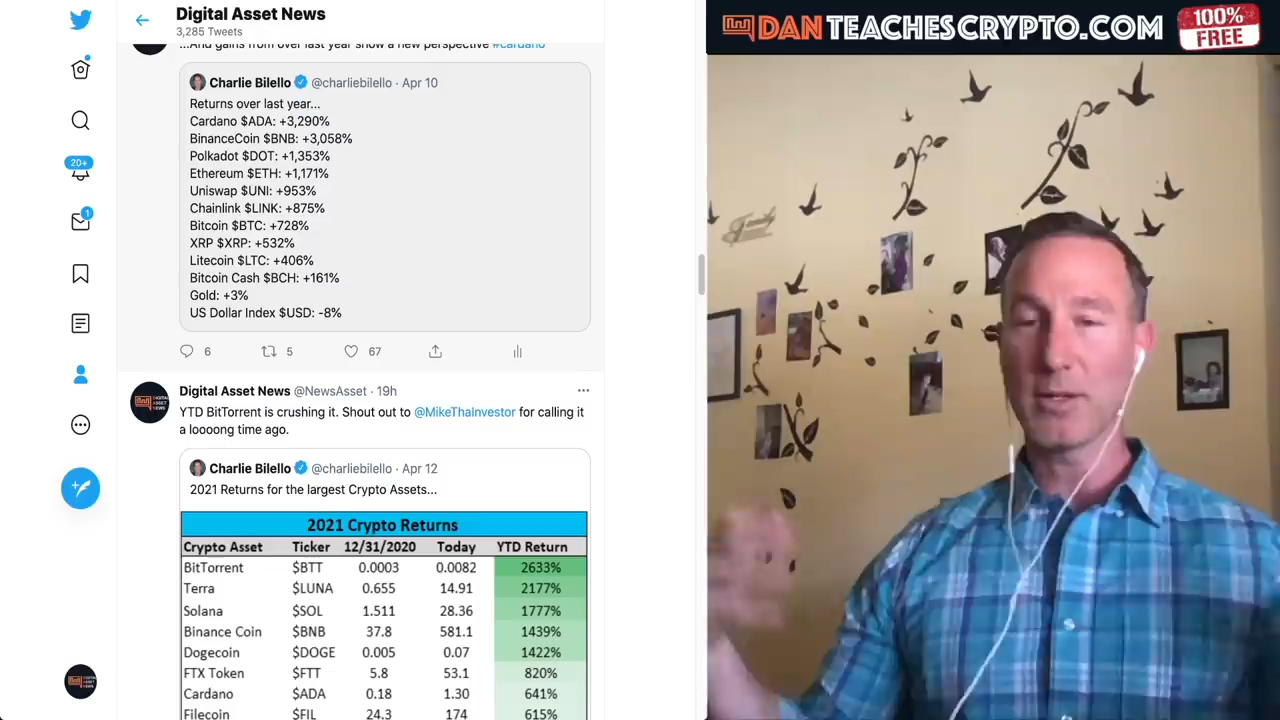 Digital Asset News
3,285 Tweets
...And gains from over last year show a new perspective #cardano
Charlie Bilello @charliebilello · Apr 10
Returns over last year...
Cardano $ADA: +3,290%
BinanceCoin $BNB: +3,058%
Polkadot $DOT: +1,353%
Ethereum $ETH: +1,171%
Uniswap $UNI: +953%
Chainlink $LINK: +875%
Bitcoin $BTC: +728%
XRP $XRP: +532%
Litecoin $LTC: +406%
Bitcoin Cash $BCH: +161%
Gold: +3%
US Dollar Index $USD: -8%
6 5 67
Digital Asset News @NewsAsset · 19h
YTD BitTorrent is crushing it. Shout out to @MikeThaInvestor for calling it
a loooong time ago.
Charlie Bilello @charliebilello · Apr 12
2021 Returns for the largest Crypto Assets...
2021 Crypto Returns
Crypto Asset Ticker 12/31/2020 Today YTD Return
BitTorrent $BTT 0.0003 0.0082 2633%
Terra $LUNA 0.655 14.91 2177%
Solana $SOL 1.511 28.36 1777%
Binance Coin $BNB 37.8 581.1 1439%
Dogecoin $DOGE 0.005 0.07 1422%
FTX Token $FTT 5.8 53.1 820%
Cardano $ADA 0.18 1.30 641%
Filecoin $FIL 24.3 174 615%
20+
1
DANTEACHESCRYPTO.COM
100%
FREE